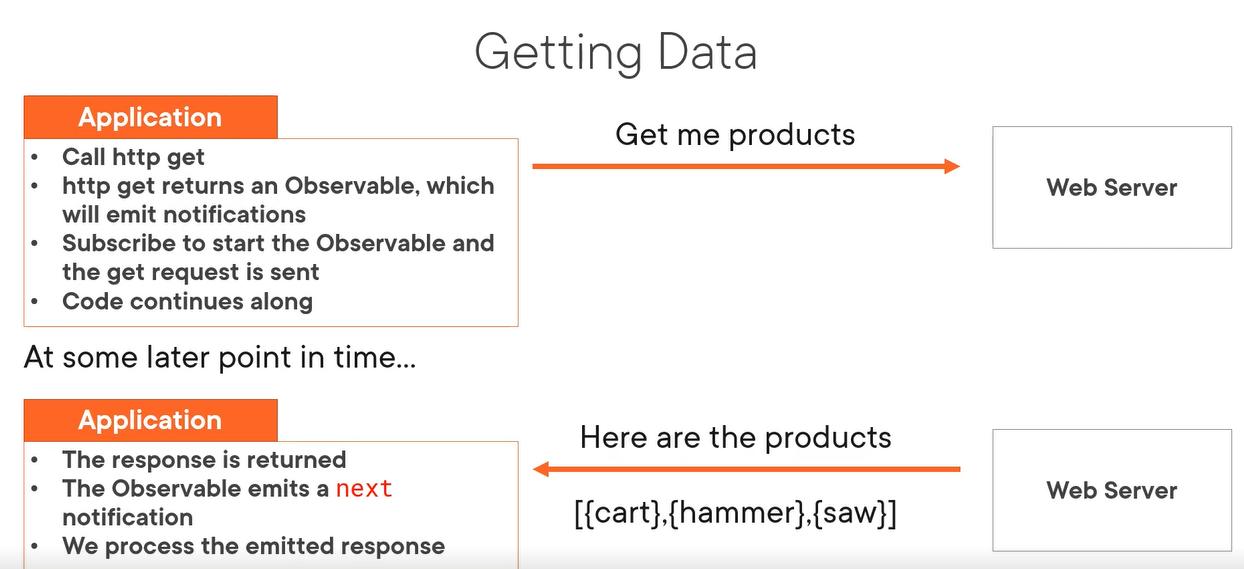 Getting Data
Application
• Call http get
• http get returns an Observable, which
will emit notifications
• Subscribe to start the Observable and
the get request is sent
• Code continues along
Get me products
Web Server
At some later point in time...
Application
• The response is returned
• The Observable emits a next
notification
• We process the emitted response
Here are the products
[{cart},{hammer},{saw}]
Web Server